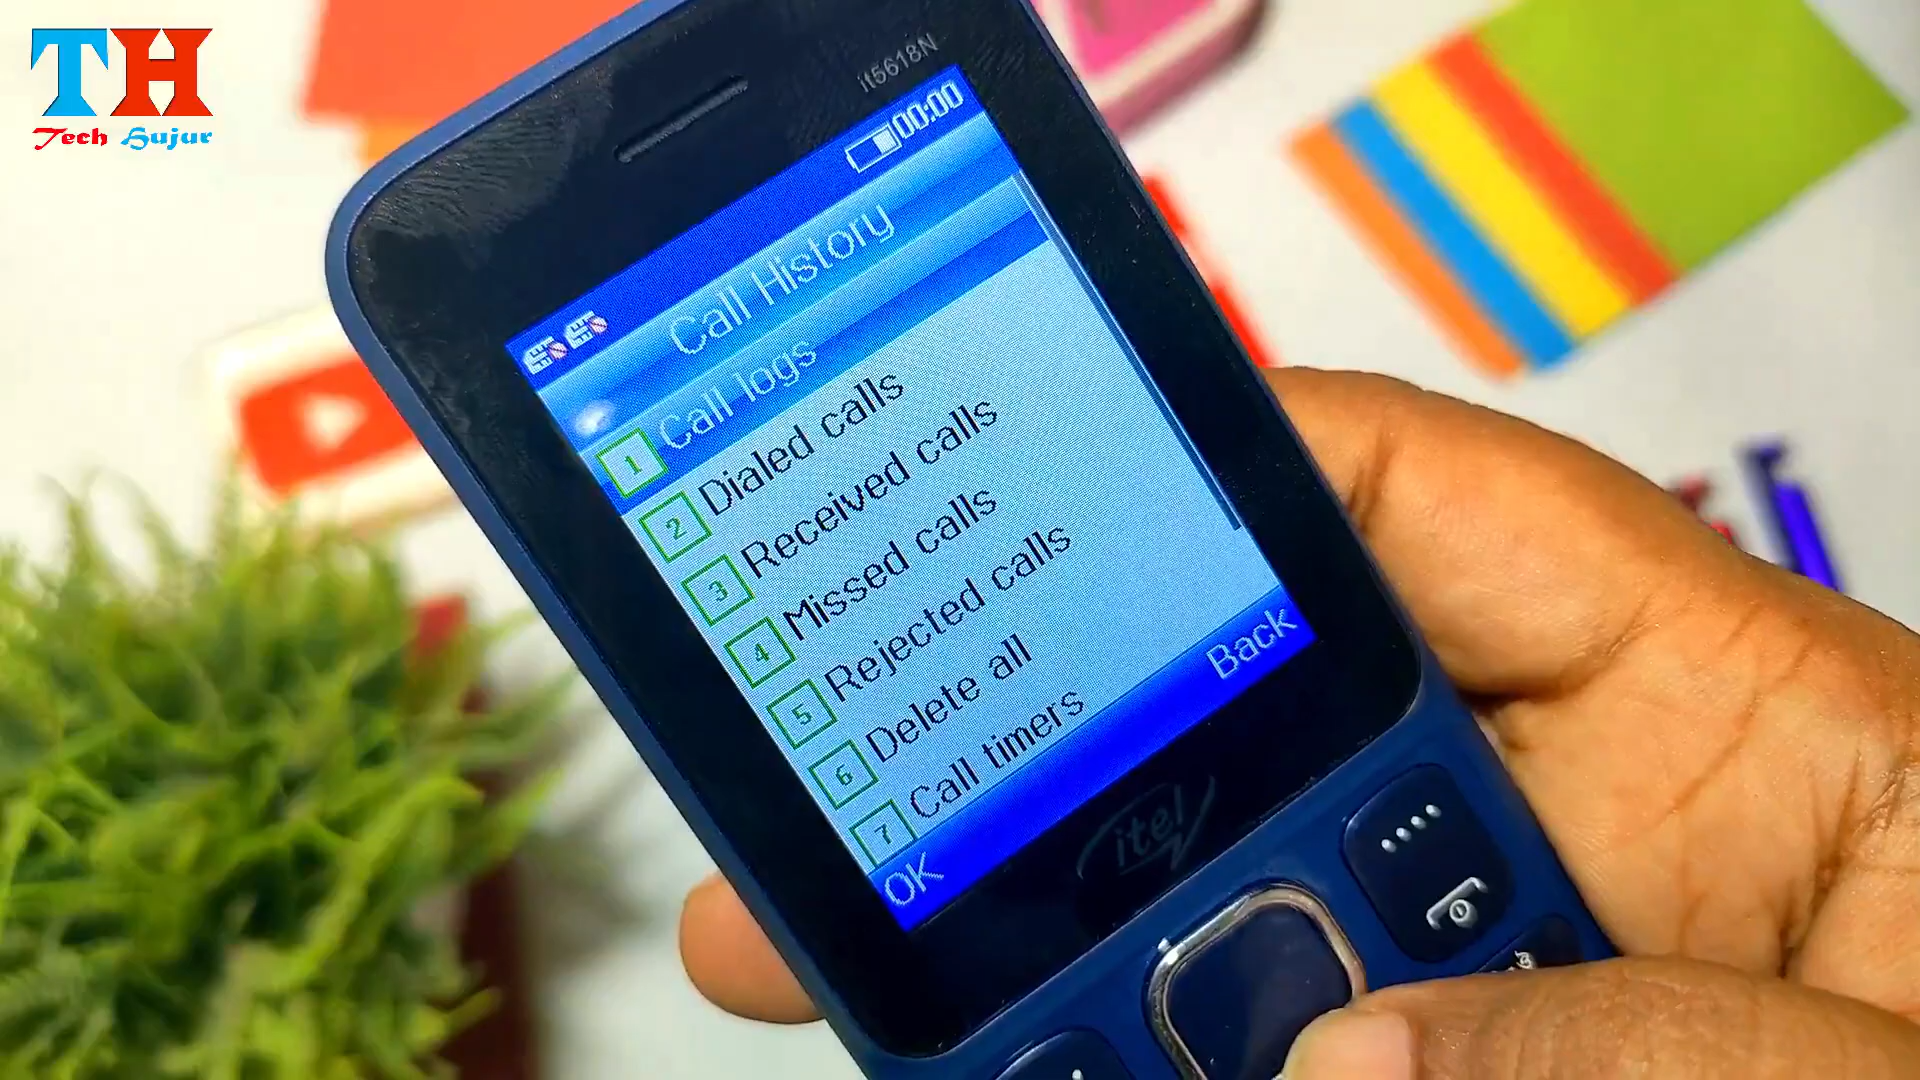 TH
Tech Hujur
it5618N
00:00
Call History
1 Call logs
2 Dialed calls
3 Received calls
4 Missed calls
5 Rejected calls
6 Delete all
7 Call timers
OK Back
itel